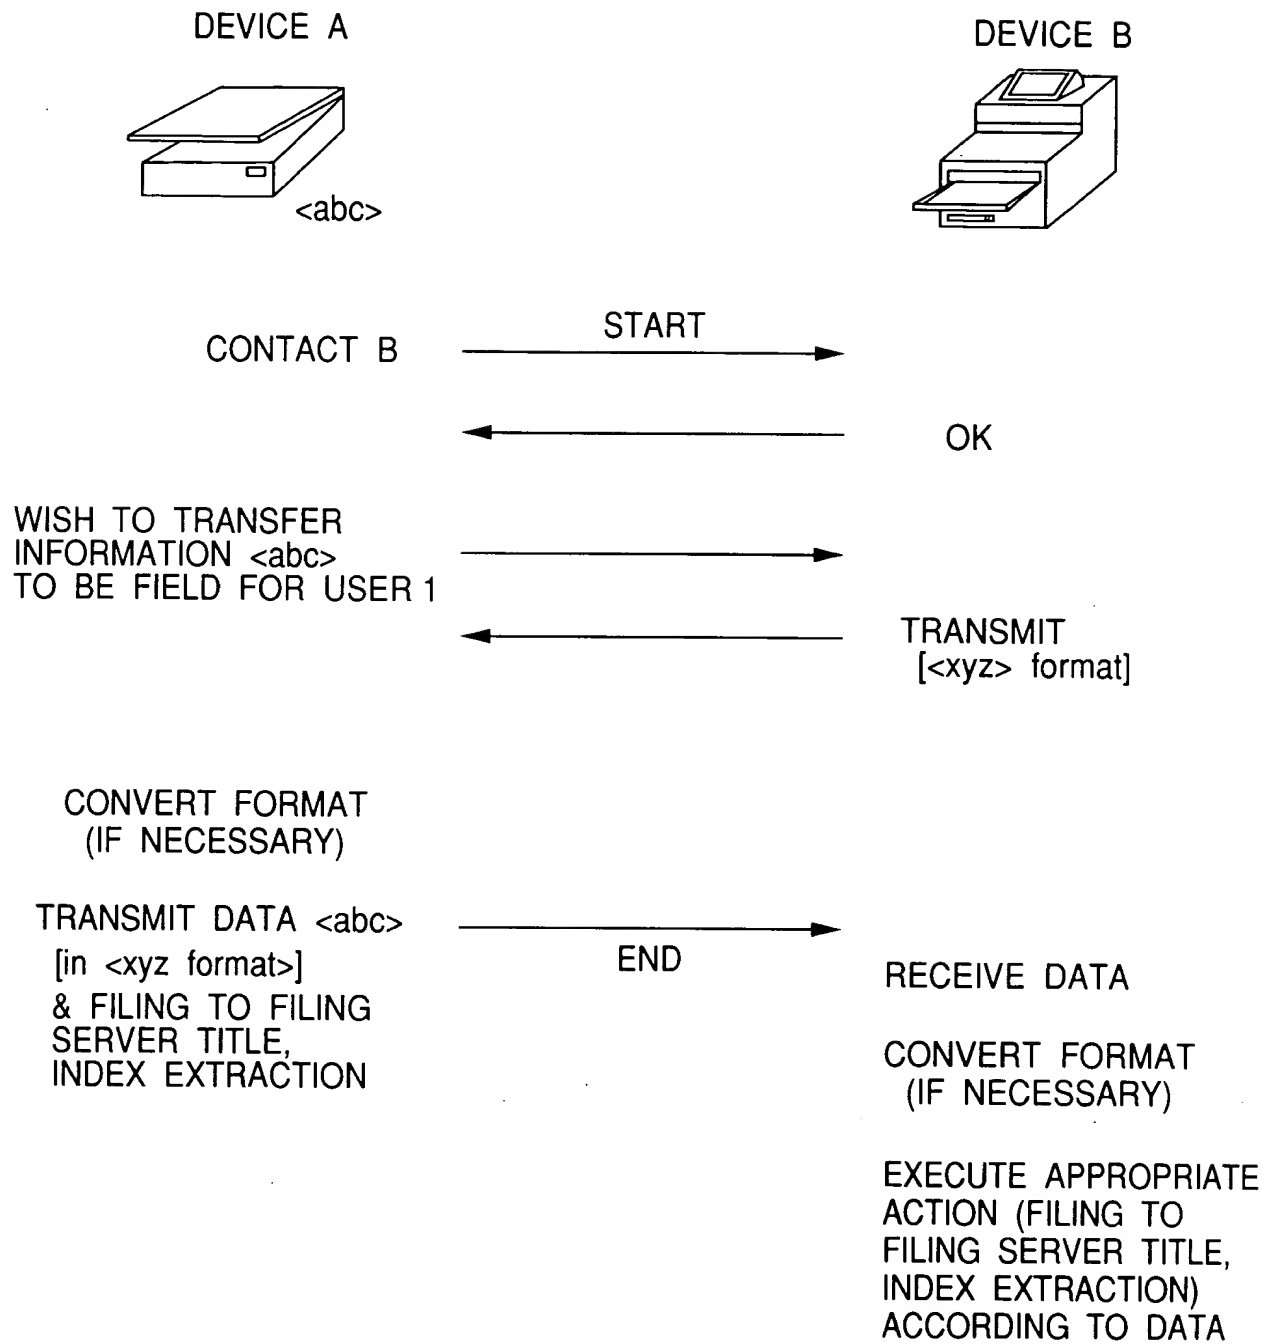 DEVICE A
DEVICE B
<abc>
START
CONTACT B
OK
WISH TO TRANSFER
INFORMATION <abc>
TO BE FIELD FOR USER 1
TRANSMIT
[<xyz> format]
CONVERT FORMAT
(IF NECESSARY)
TRANSMIT DATA <abc>
[in <xyz format>]
& FILING TO FILING
SERVER TITLE,
INDEX EXTRACTION
END
RECEIVE DATA
CONVERT FORMAT
(IF NECESSARY)
EXECUTE APPROPRIATE
ACTION (FILING TO
FILING SERVER TITLE,
INDEX EXTRACTION)
ACCORDING TO DATA